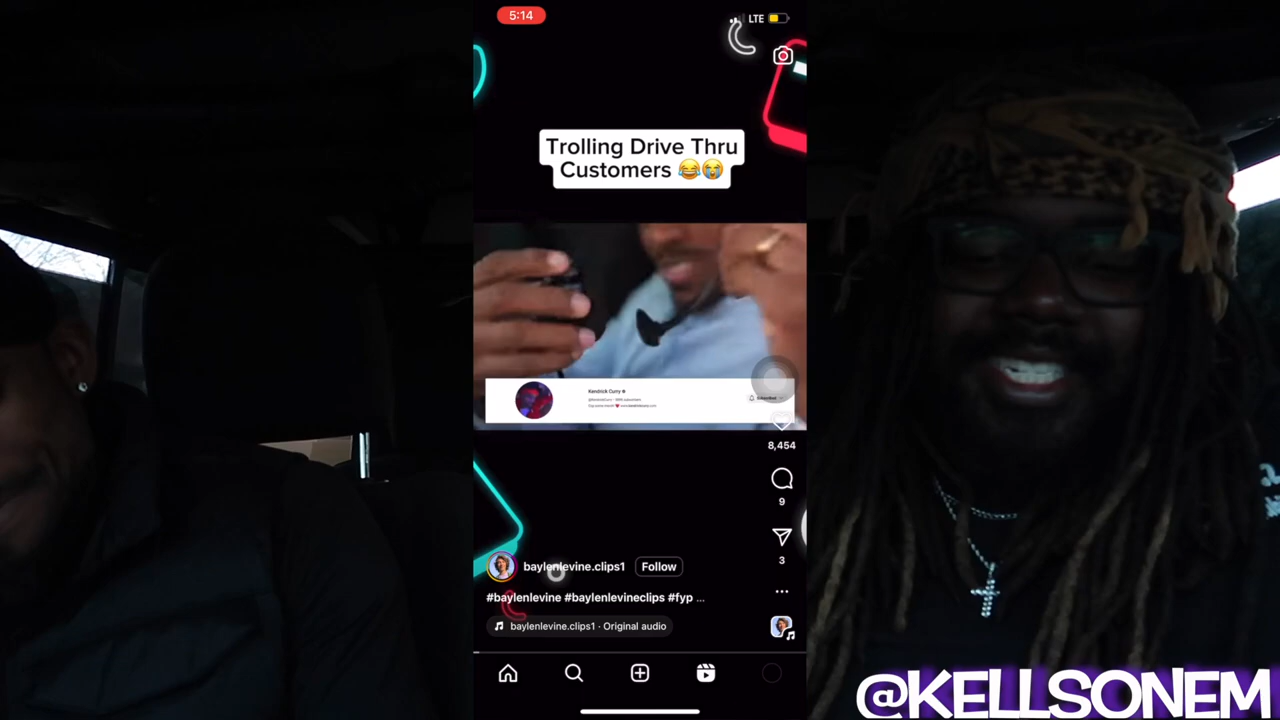 5:14
LTE
Trolling Drive Thru
Customers 😂😭
Kendrick Curry
Subscribed
8,454
9
3
baylenlevine.clips1
Follow
#baylenlevine #baylenlevineclips #fyp ...
baylenlevine.clips1 · Original audio
@KELLSONEM